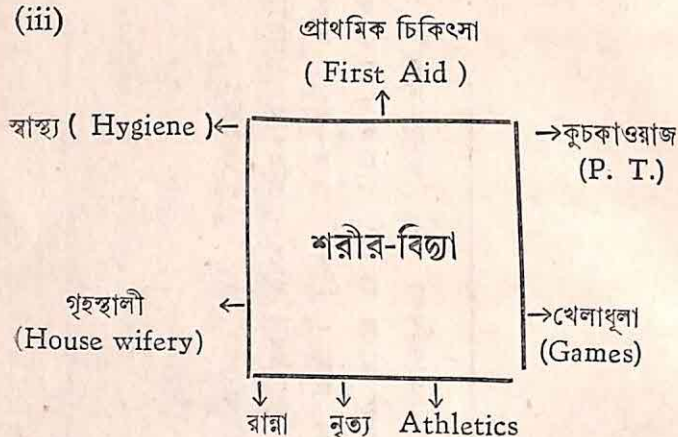 (iii)
প্রাথমিক চিকিৎসা
( First Aid )
স্বাস্থ্য ( Hygiene )
কুচকাওয়াজ
(P. T.)
শরীর-বিদ্যা
গৃহস্থালী
(House wifery)
খেলাধূলা
(Games)
রান্না নৃত্য Athletics